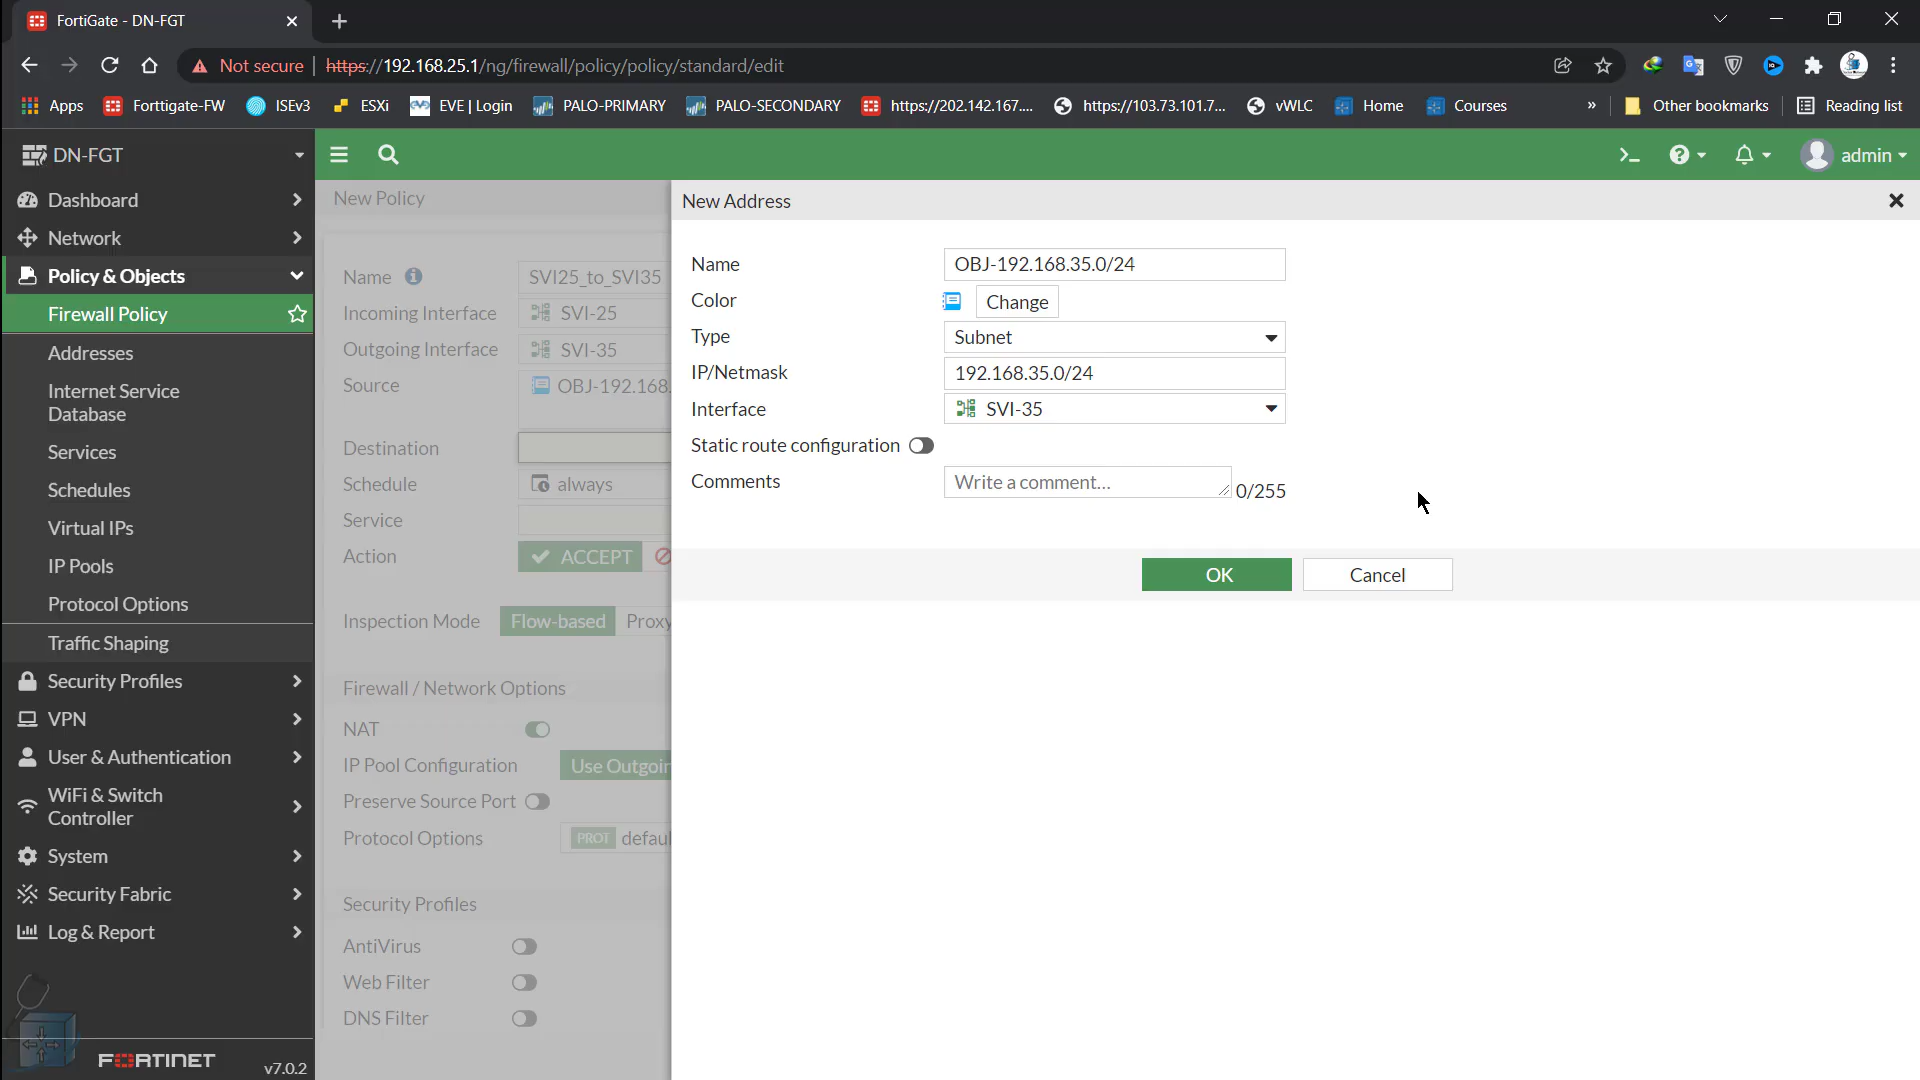 FortiGate - DN-FGT
Not secure | https://192.168.25.1/ng/firewall/policy/policy/standard/edit
Apps Forttigate-FW ISEv3 ESXi EVE | Login PALO-PRIMARY PALO-SECONDARY https://202.142.167.... https://103.73.101.7... vWLC Home Courses » Other bookmarks Reading list
DN-FGT
admin
Dashboard
Network
Policy & Objects
Firewall Policy
Addresses
Internet Service
Database
Services
Schedules
Virtual IPs
IP Pools
Protocol Options
Traffic Shaping
Security Profiles
VPN
User & Authentication
WiFi & Switch
Controller
System
Security Fabric
Log & Report
FORTINET v7.0.2
New Policy
Name SVI25_to_SVI35
Incoming Interface SVI-25
Outgoing Interface SVI-35
Source OBJ-192.168.
Destination
Schedule always
Service
Action ACCEPT
Inspection Mode Flow-based Proxy
Firewall / Network Options
NAT
IP Pool Configuration Use Outgoin
Preserve Source Port
Protocol Options PROT defaul
Security Profiles
AntiVirus
Web Filter
DNS Filter
New Address
Name OBJ-192.168.35.0/24
Color Change
Type Subnet
IP/Netmask 192.168.35.0/24
Interface SVI-35
Static route configuration
Comments Write a comment... 0/255
OK Cancel